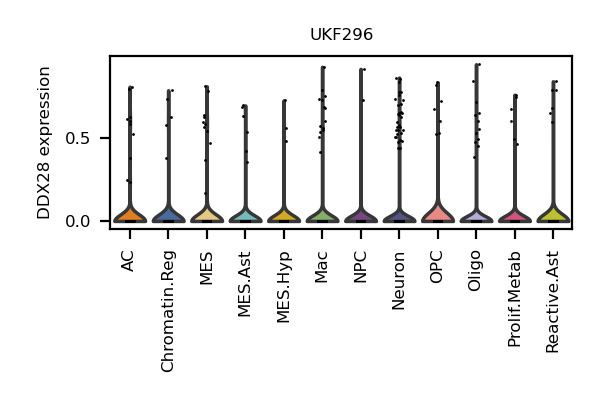 UKF296
DDX28 expression
0.5
0.0
AC
Chromatin.Reg
MES
MES.Ast
MES.Hyp
Mac
NPC
Neuron
OPC
Oligo
Prolif.Metab
Reactive.Ast